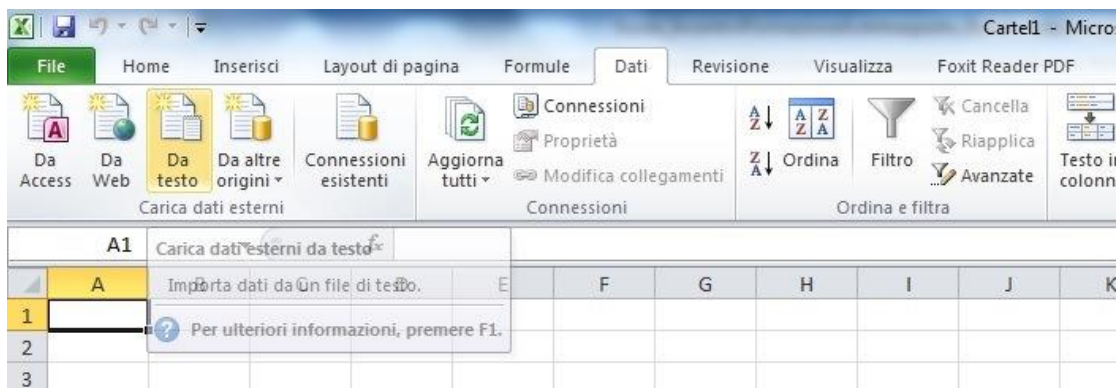 Cartel1 - Micro
File Home Inserisci Layout di pagina Formule Dati Revisione Visualizza Foxit Reader PDF
Da Access
Da Web
Da testo
Da altre origini
Connessioni esistenti
Carica dati esterni
Aggiorna tutti
Connessioni
Proprietà
Modifica collegamenti
Connessioni
A Z
Z A
A Z
Z A
Ordina
Filtro
Cancella
Riapplica
Avanzate
Ordina e filtra
Testo i
colonn
A1 fx
Carica dati esterni da testo
Importa dati da un file di testo.
Per ulteriori informazioni, premere F1.
A B C D E F G H I J K
1
2
3